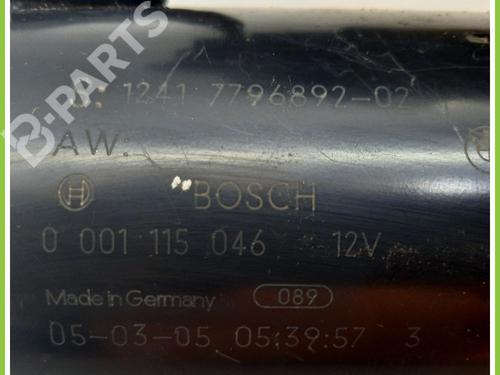 B-PARTS
1241 7796892-02
AW:
BOSCH
0 001 115 046 12V
Made in Germany 089
05-03-05 05:39:57 3